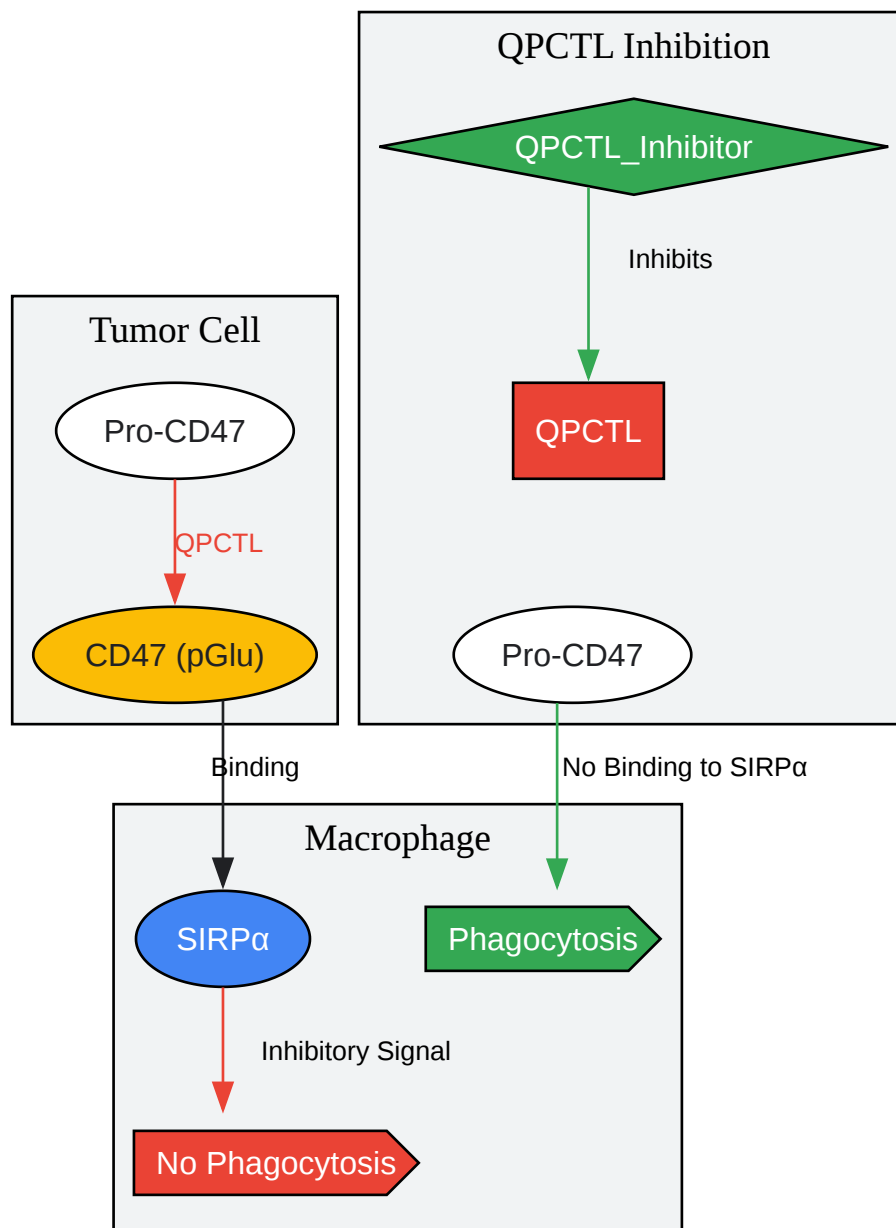 QPCTL Inhibition
QPCTL_Inhibitor
Inhibits
Tumor Cell
Pro-CD47
QPCTL
QPCTL
CD47 (pGlu)
Pro-CD47
Binding
No Binding to SIRPα
Macrophage
SIRPα
Phagocytosis
Inhibitory Signal
No Phagocytosis